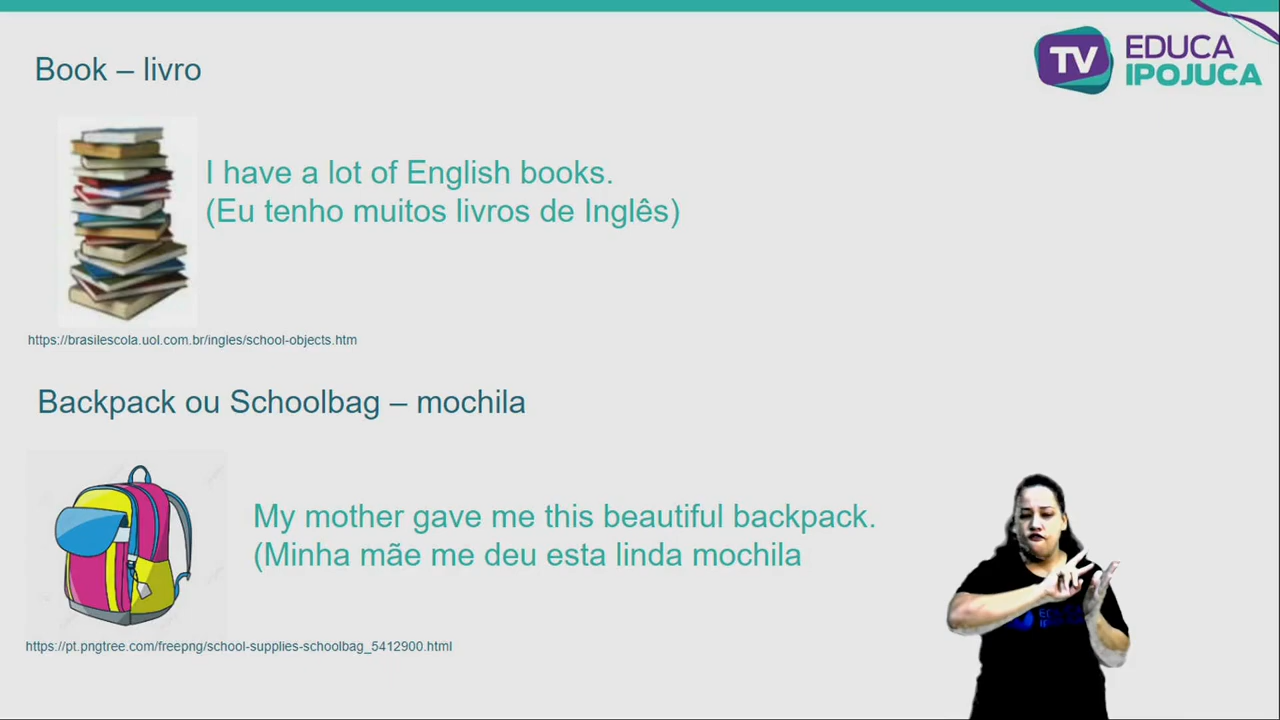 TV EDUCA
IPOJUCA
Book – livro
I have a lot of English books.
(Eu tenho muitos livros de Inglês)
https://brasilescola.uol.com.br/ingles/school-objects.htm
Backpack ou Schoolbag – mochila
My mother gave me this beautiful backpack.
(Minha mãe me deu esta linda mochila
https://pt.pngtree.com/freepng/school-supplies-schoolbag_5412900.html
EDUCA
IPOJUCA